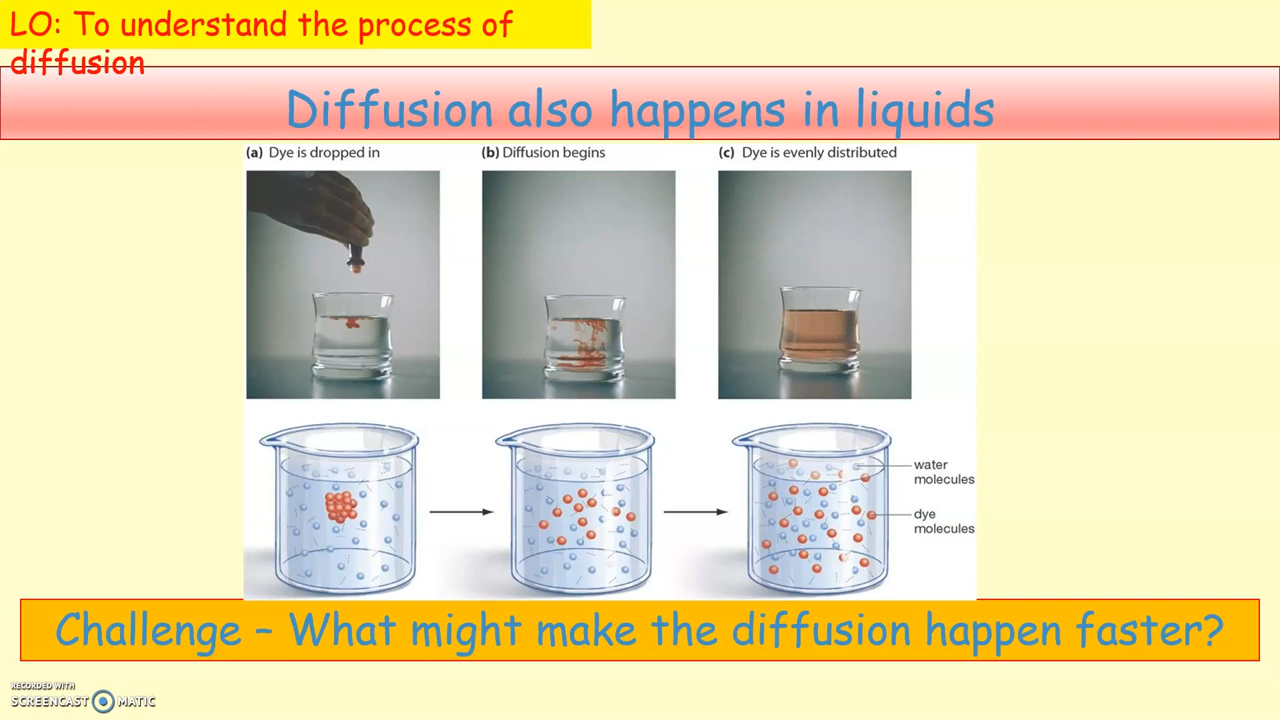 LO: To understand the process of
diffusion
Diffusion also happens in liquids
(a) Dye is dropped in
(b) Diffusion begins
(c) Dye is evenly distributed
water
molecules
dye
molecules
Challenge – What might make the diffusion happen faster?
RECORDED WITH
SCREENCAST MATIC